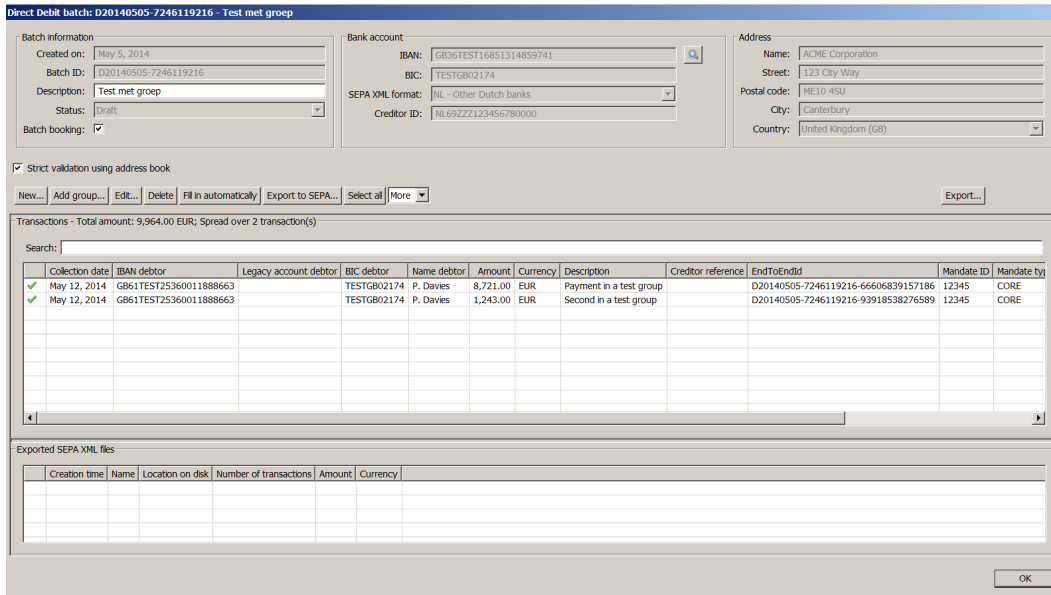 Direct Debit batch: D20140505-7246119216 - Test met groep
Batch information
Created on: May 5, 2014
Batch ID: D20140505-7246119216
Description: Test met groep
Status: Draft
Batch booking:
Bank account
IBAN: GB36TEST16851314859741
BIC: TESTGB02174
SEPA XML format: NL - Other Dutch banks
Creditor ID: NL69ZZZ123456780000
Address
Name: ACME Corporation
Street: 123 City Way
Postal code: ME10 4SU
City: Canterbury
Country: United Kingdom (GB)
Strict validation using address book
New... Add group... Edit... Delete Fill in automatically Export to SEPA... Select all More Export...
Transactions - Total amount: 9,964.00 EUR; Spread over 2 transaction(s)
Search:
Collection date IBAN debtor Legacy account debtor BIC debtor Name debtor Amount Currency Description Creditor reference EndToEndId Mandate ID Mandate typ
May 12, 2014 GB61TEST25360011888663 TESTGB02174 P. Davies 8,721.00 EUR Payment in a test group D20140505-7246119216-66606839157186 12345 CORE
May 12, 2014 GB61TEST25360011888663 TESTGB02174 P. Davies 1,243.00 EUR Second in a test group D20140505-7246119216-93918538276589 12345 CORE
Exported SEPA XML files
Creation time Name Location on disk Number of transactions Amount Currency
OK